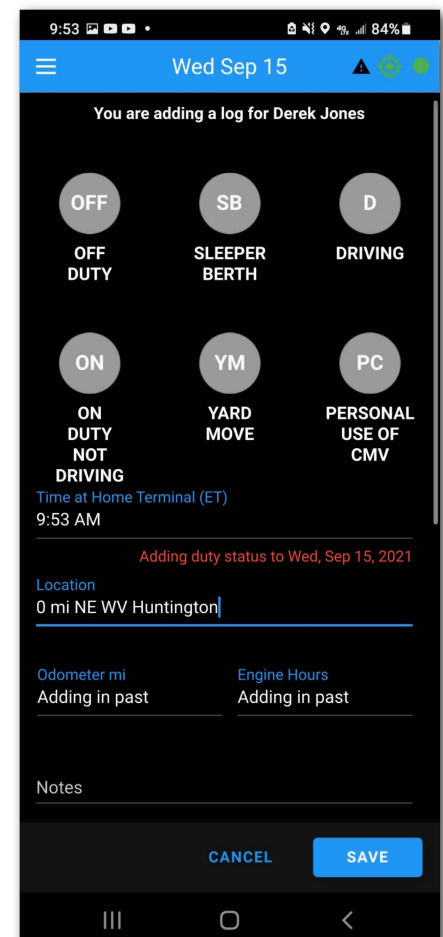 9:53
84%
Wed Sep 15
You are adding a log for Derek Jones
OFF SB D
OFF
DUTY
SLEEPER
BERTH
DRIVING
ON YM PC
ON
DUTY
NOT
DRIVING
YARD
MOVE
PERSONAL
USE OF
CMV
Time at Home Terminal (ET)
9:53 AM
Adding duty status to Wed, Sep 15, 2021
Location
0 mi NE WV Huntington
Odometer mi
Adding in past
Engine Hours
Adding in past
Notes
CANCEL SAVE